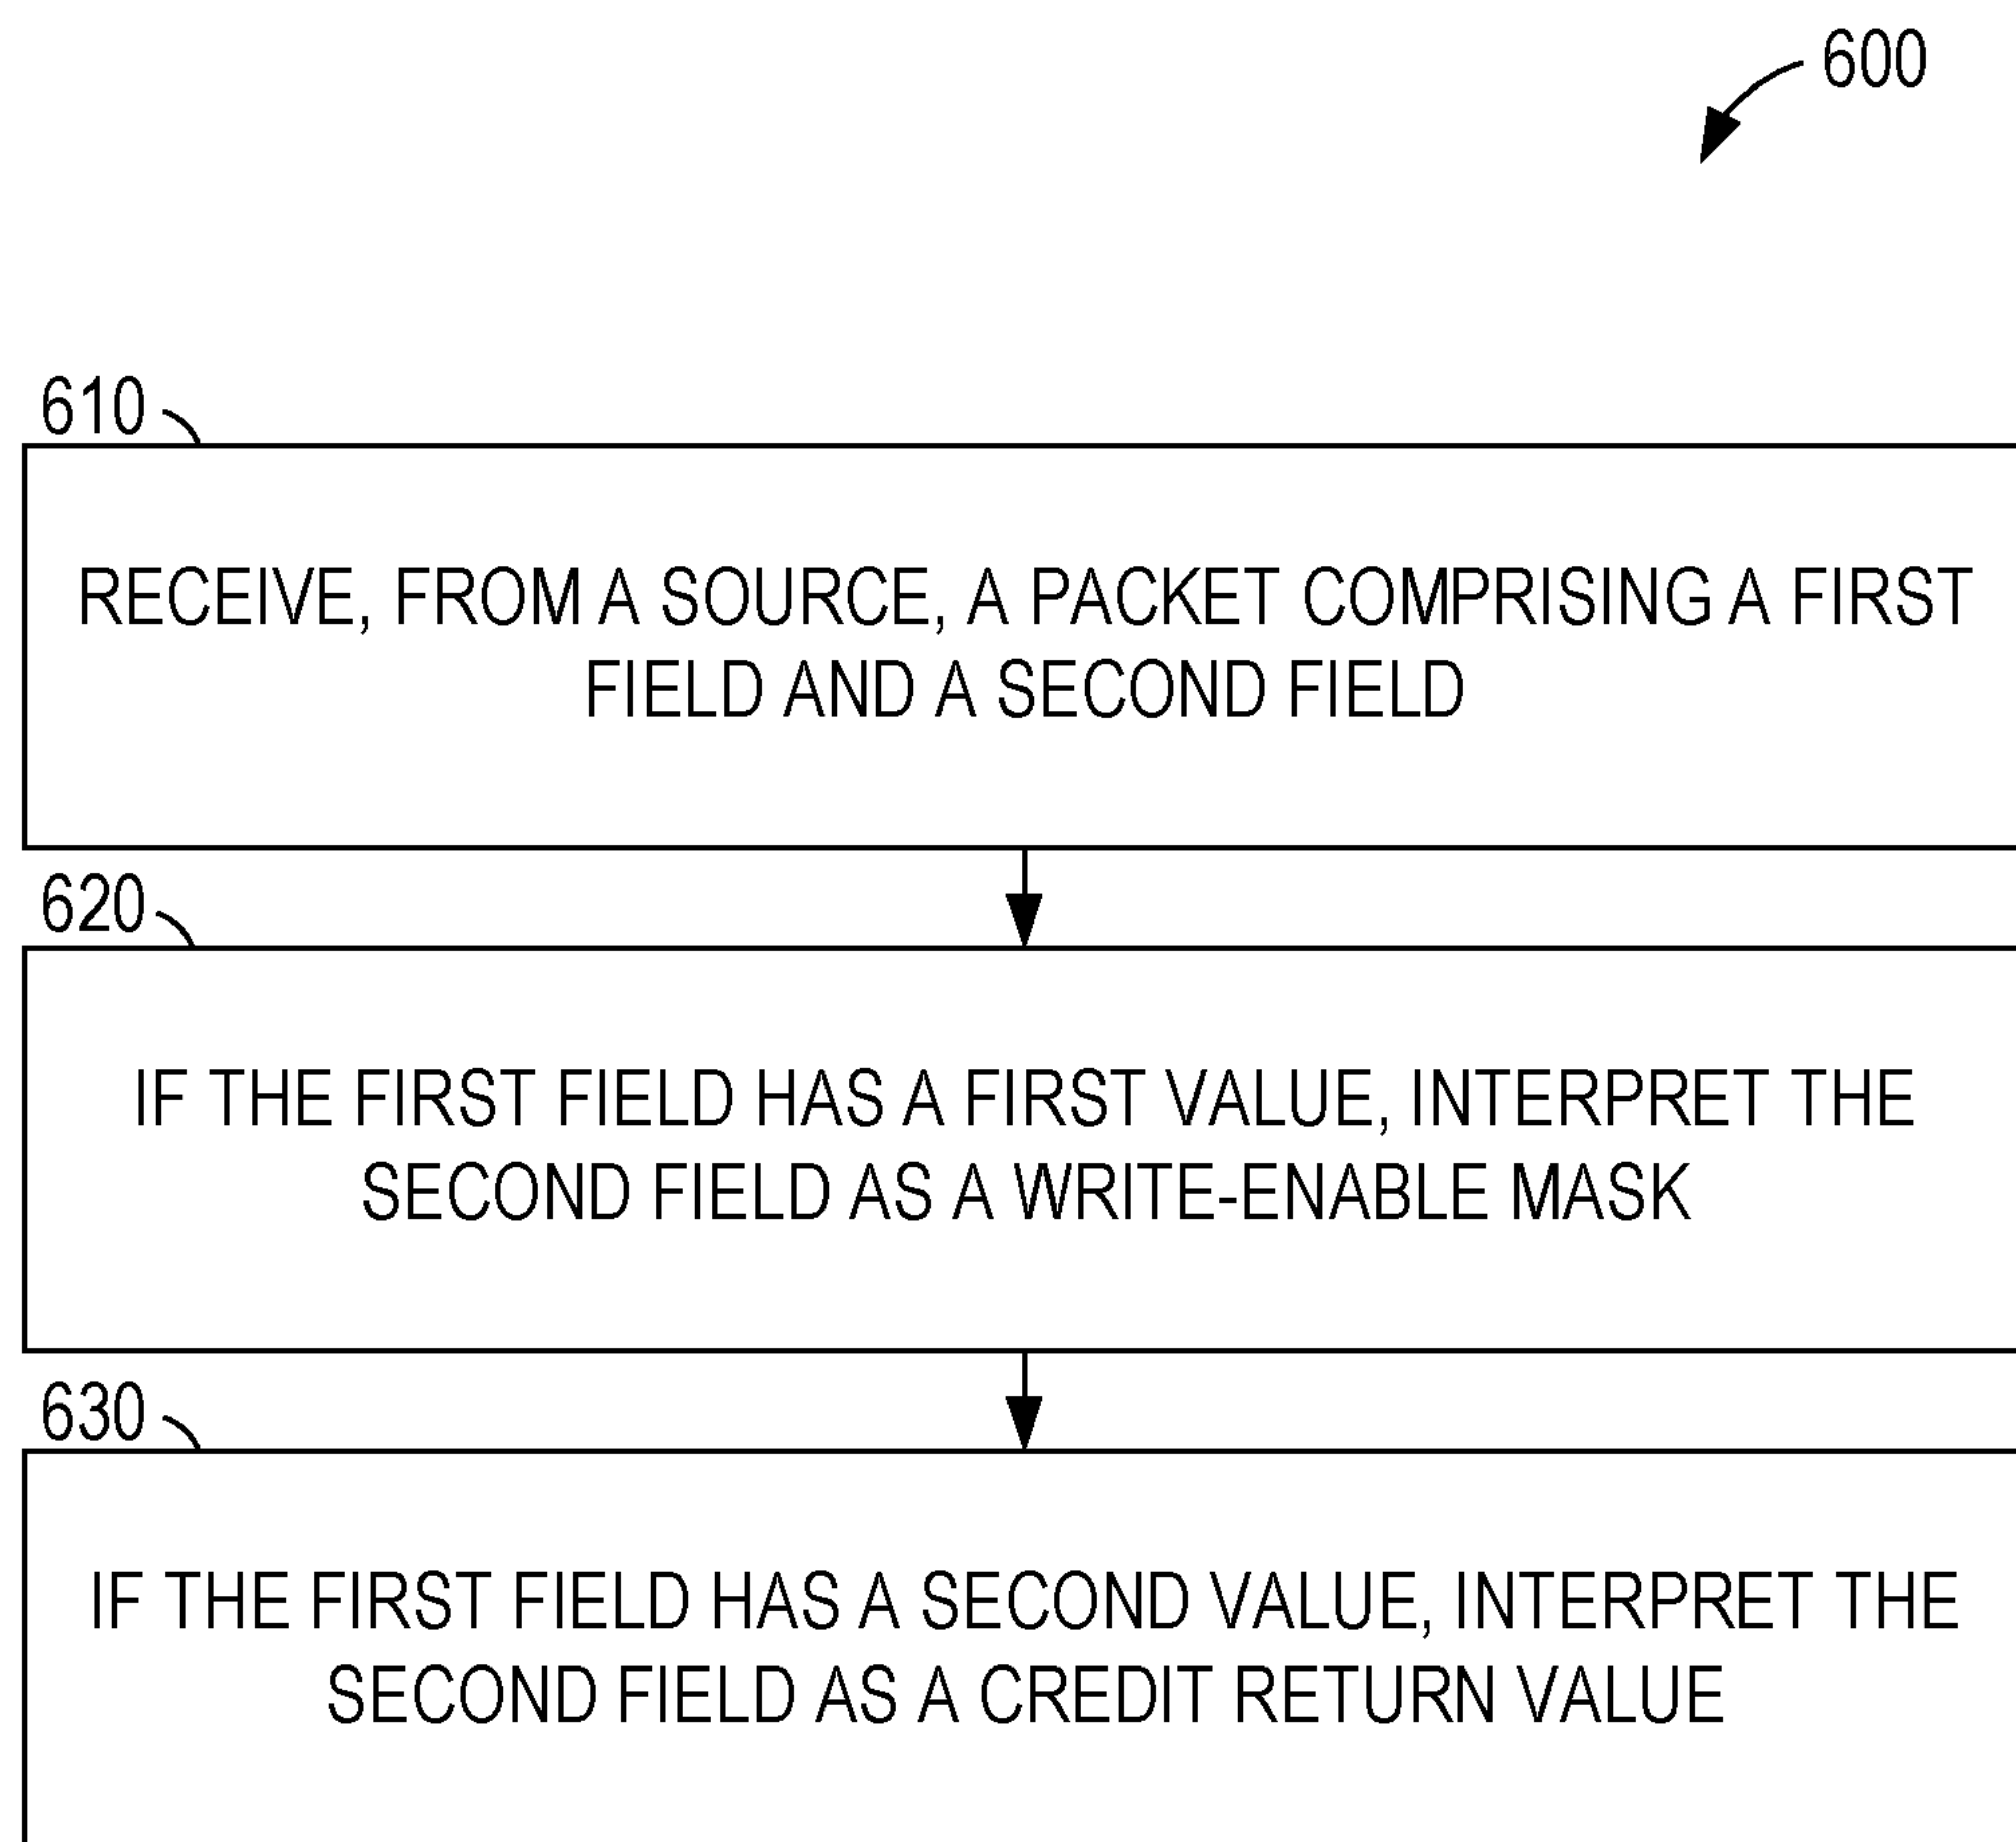 600
610
RECEIVE, FROM A SOURCE, A PACKET COMPRISING A FIRST
FIELD AND A SECOND FIELD
620
IF THE FIRST FIELD HAS A FIRST VALUE, INTERPRET THE
SECOND FIELD AS A WRITE-ENABLE MASK
630
IF THE FIRST FIELD HAS A SECOND VALUE, INTERPRET THE
SECOND FIELD AS A CREDIT RETURN VALUE